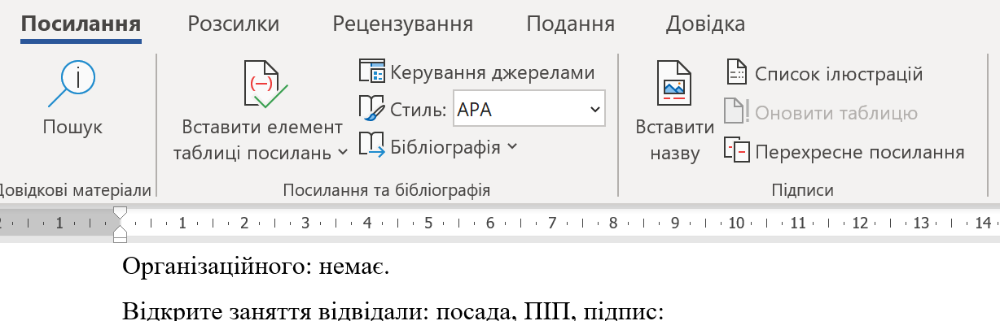 Посилання Розсилки Рецензування Подання Довідка
Пошук
Довідкові матеріали
Вставити елемент
таблиці посилань
Керування джерелами
Стиль: APA
Бібліографія
Посилання та бібліографія
Вставити
назву
Список ілюстрацій
Оновити таблицю
Перехресне посилання
Підписи
2 1 1 2 3 4 5 6 7 8 9 10 11 12 13 14
Організаційного: немає.
Відкрите заняття відвідали: посада, ПІП, підпис: